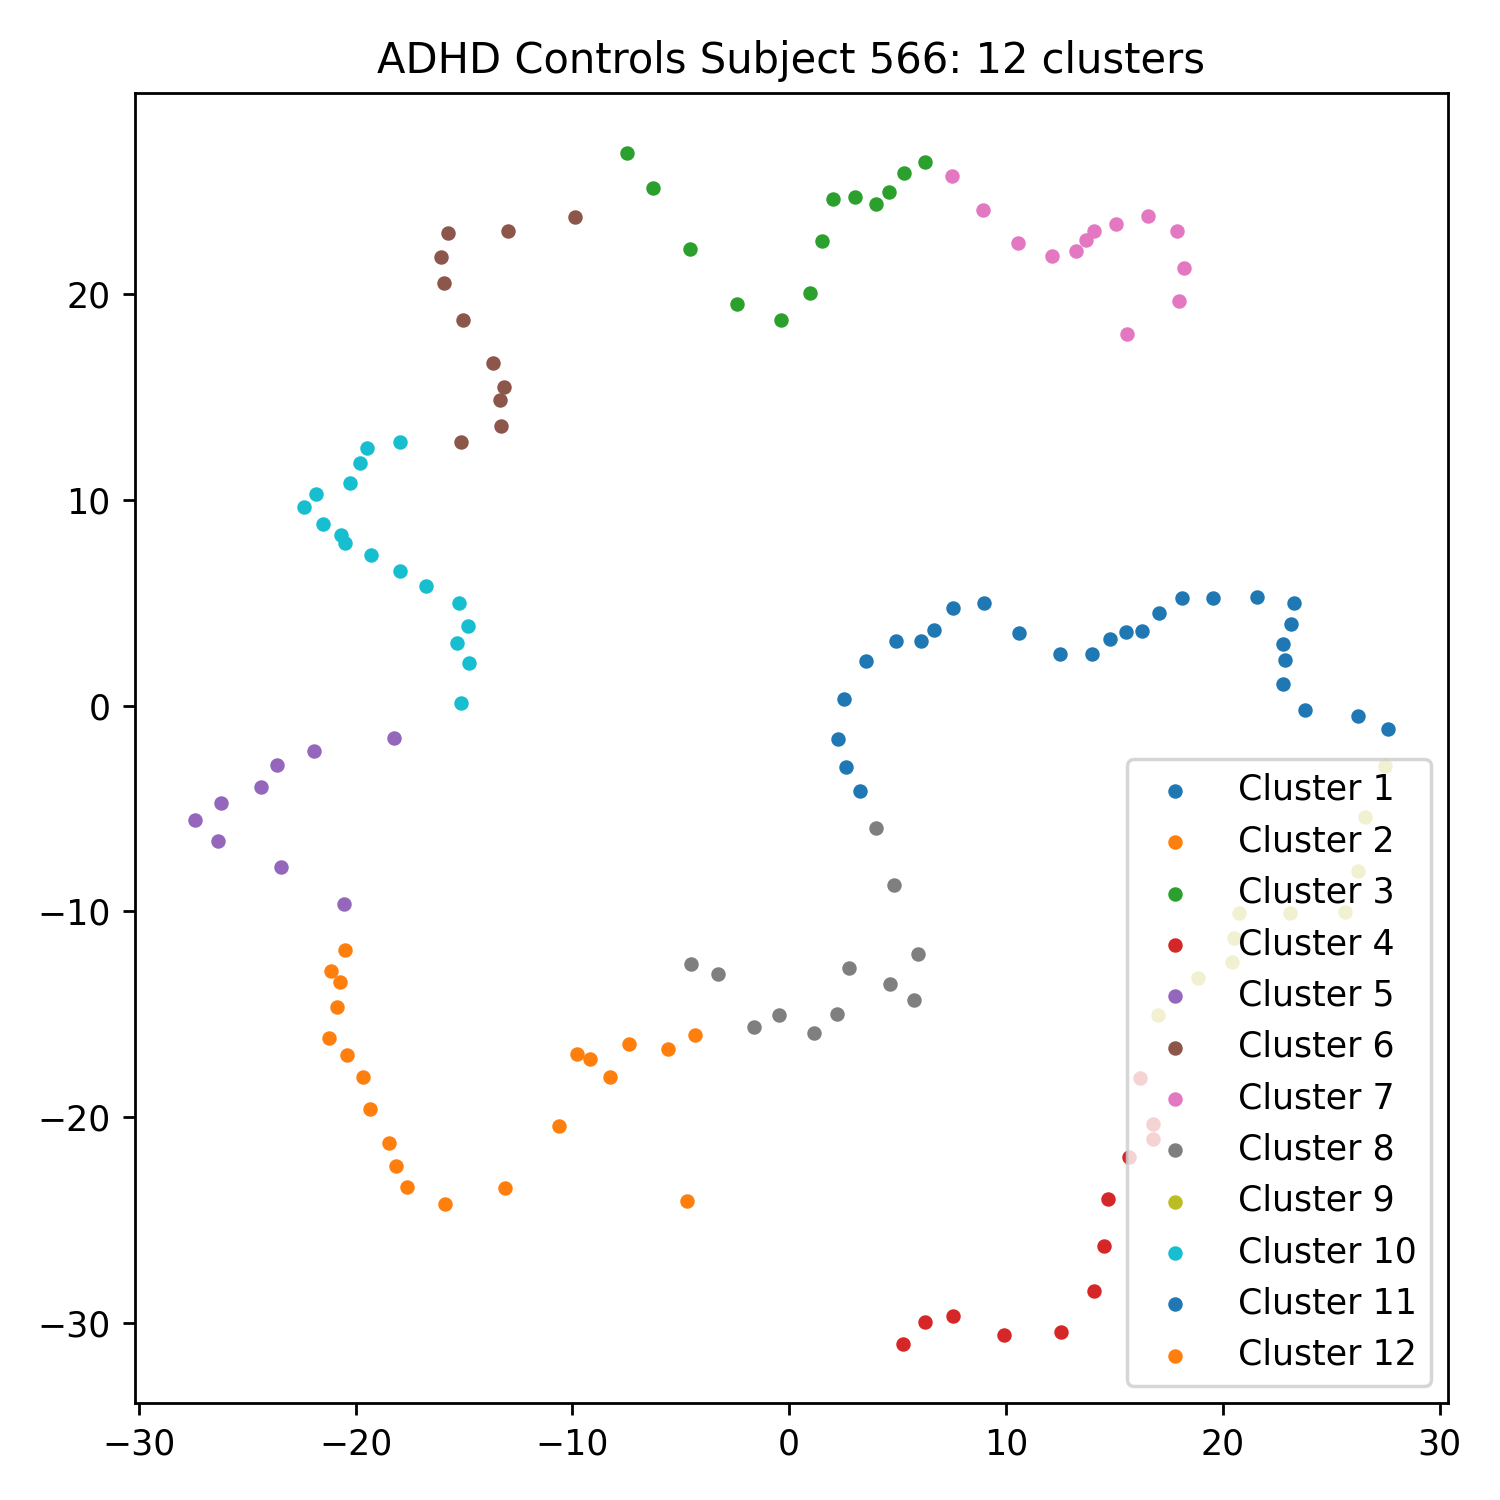 ADHD Controls Subject 566: 12 clusters
20
10
0
−10
−20
−30
Cluster 1
Cluster 2
Cluster 3
Cluster 4
Cluster 5
Cluster 6
Cluster 7
Cluster 8
Cluster 9
Cluster 10
Cluster 11
Cluster 12
−30 −20 −10 0 10 20 30